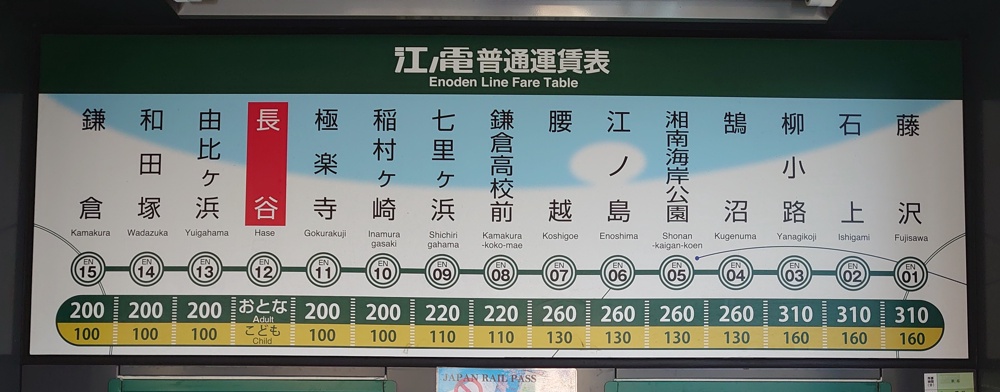 江ノ電普通運賃表
Enoden Line Fare Table
鎌倉 和田塚 由比ヶ浜 長谷 極楽寺 稲村ヶ崎 七里ヶ浜 鎌倉高校前 腰越 江ノ島 湘南海岸公園 鵠沼 柳小路 石上 藤沢
Kamakura Wadazuka Yuigahama Hase Gokurakuji Inamura gasaki Shichiri gahama Kamakura -koko-mae Koshigoe Enoshima Shonan -kaigan-koen Kugenuma Yanagikoji Ishigami Fujisawa
EN 15 EN 14 EN 13 EN 12 EN 11 EN 10 EN 09 EN 08 EN 07 EN 06 EN 05 EN 04 EN 03 EN 02 EN 01
200 200 200 おとな Adult 200 200 220 220 260 260 260 260 310 310 310
100 100 100 こども Child 100 100 110 110 130 130 130 130 160 160 160
JAPAN RAIL PASS